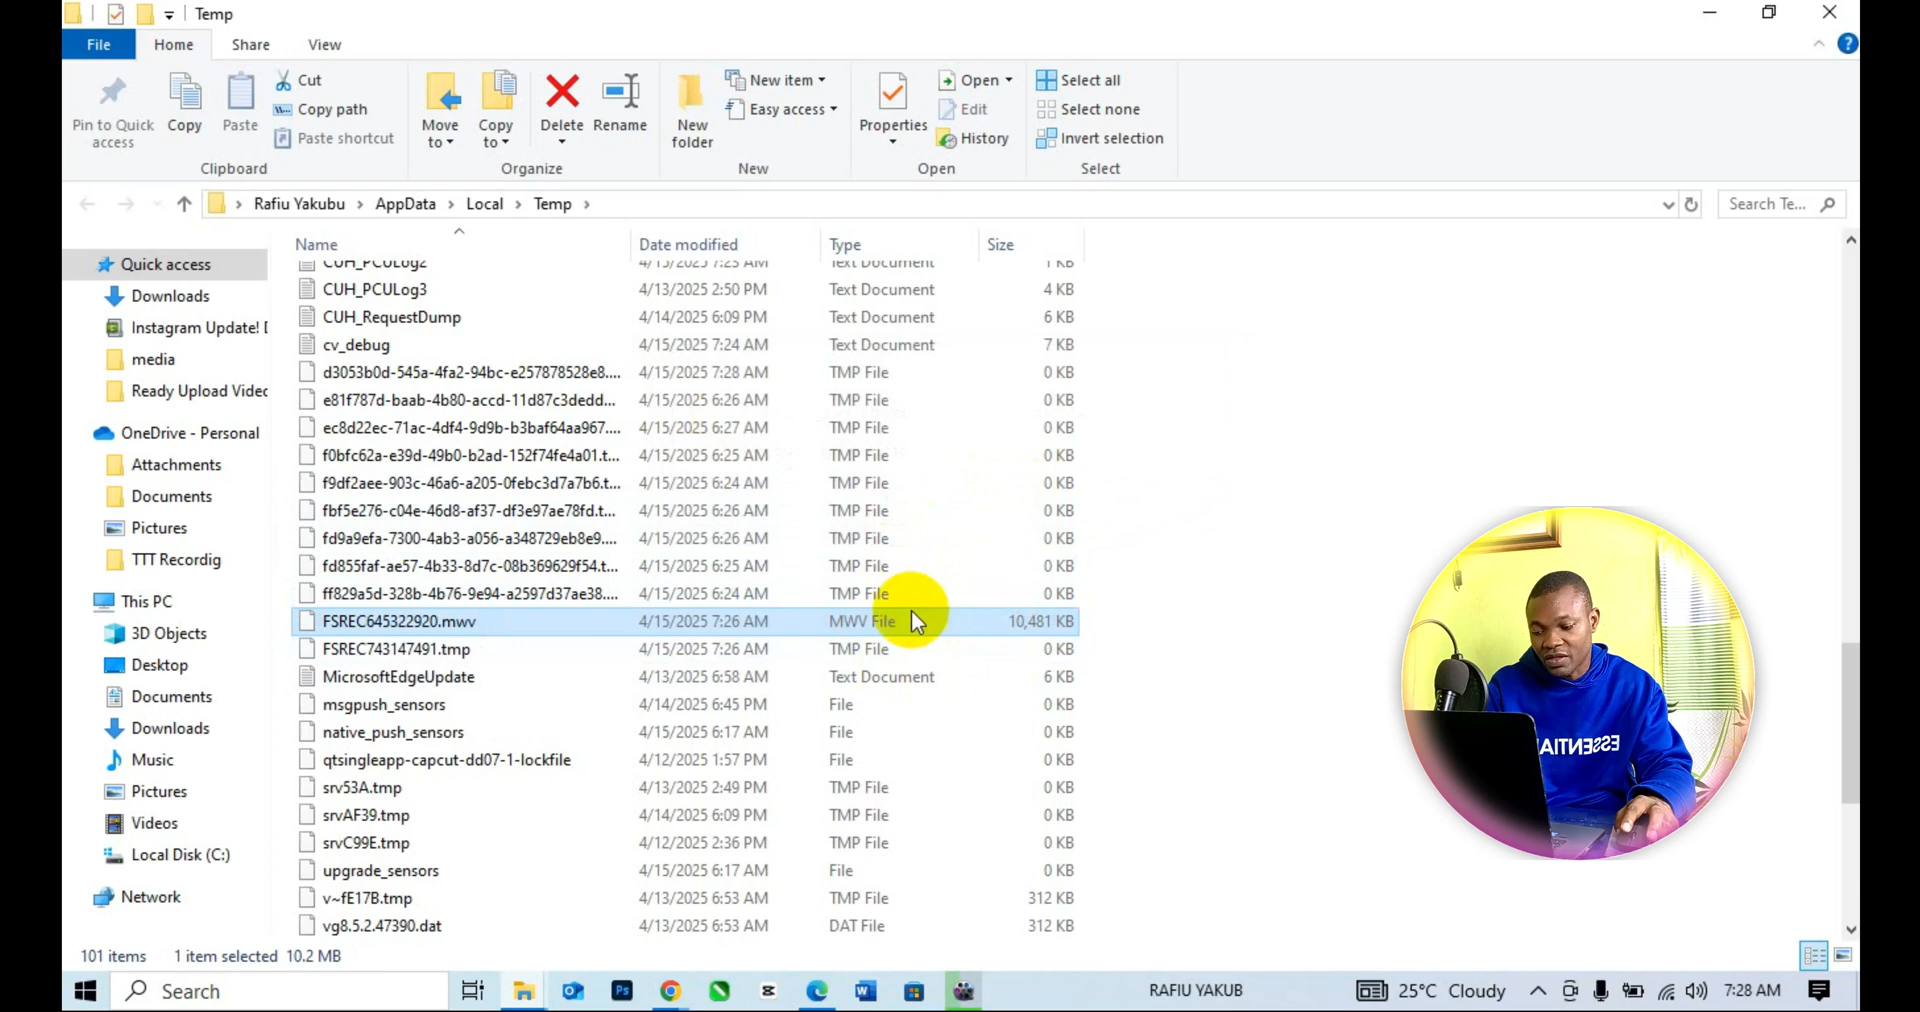 Temp
File Home Share View
Pin to Quick access
Copy
Paste
Cut
Copy path
Paste shortcut
Clipboard
Move to
Copy to
Delete
Rename
Organize
New folder
New item
Easy access
New
Properties
Open
Edit
History
Open
Select all
Select none
Invert selection
Select
Rafiu Yakubu > AppData > Local > Temp >
Search Te...
Name Date modified Type Size
Quick access
Downloads
Instagram Update! D
media
Ready Upload Videc
OneDrive - Personal
Attachments
Documents
Pictures
TTT Recordig
This PC
3D Objects
Desktop
Documents
Downloads
Music
Pictures
Videos
Local Disk (C:)
Network
CUH_PCULog2 4/15/2025 7:23 AM Text Document 1 KB
CUH_PCULog3 4/13/2025 2:50 PM Text Document 4 KB
CUH_RequestDump 4/14/2025 6:09 PM Text Document 6 KB
cv_debug 4/15/2025 7:24 AM Text Document 7 KB
d3053b0d-545a-4fa2-94bc-e257878528e8.... 4/15/2025 7:28 AM TMP File 0 KB
e81f787d-baab-4b80-accd-11d87c3dedd... 4/15/2025 6:26 AM TMP File 0 KB
ec8d22ec-71ac-4df4-9d9b-b3baf64aa967.... 4/15/2025 6:27 AM TMP File 0 KB
f0bfc62a-e39d-49b0-b2ad-152f74fe4a01.t... 4/15/2025 6:25 AM TMP File 0 KB
f9df2aee-903c-46a6-a205-0febc3d7a7b6.t... 4/15/2025 6:24 AM TMP File 0 KB
fbf5e276-c04e-46d8-af37-df3e97ae78fd.t... 4/15/2025 6:26 AM TMP File 0 KB
fd9a9efa-7300-4ab3-a056-a348729eb8e9.... 4/15/2025 6:26 AM TMP File 0 KB
fd855faf-ae57-4b33-8d7c-08b369629f54.t... 4/15/2025 6:25 AM TMP File 0 KB
ff829a5d-328b-4b76-9e94-a2597d37ae38.... 4/15/2025 6:24 AM TMP File 0 KB
FSREC645322920.mwv 4/15/2025 7:26 AM MWV File 10,481 KB
FSREC743147491.tmp 4/15/2025 7:26 AM TMP File 0 KB
MicrosoftEdgeUpdate 4/13/2025 6:58 AM Text Document 6 KB
msgpush_sensors 4/14/2025 6:45 PM File 0 KB
native_push_sensors 4/15/2025 6:17 AM File 0 KB
qtsingleapp-capcut-dd07-1-lockfile 4/12/2025 1:57 PM File 0 KB
srv53A.tmp 4/13/2025 2:49 PM TMP File 0 KB
srvAF39.tmp 4/14/2025 6:09 PM TMP File 0 KB
srvC99E.tmp 4/12/2025 2:36 PM TMP File 0 KB
upgrade_sensors 4/15/2025 6:17 AM File 0 KB
v~fE17B.tmp 4/13/2025 6:53 AM TMP File 312 KB
vg8.5.2.47390.dat 4/13/2025 6:53 AM DAT File 312 KB
ESSENTIA
101 items 1 item selected 10.2 MB
Search
Ps
RAFIU YAKUB
25°C Cloudy
7:28 AM